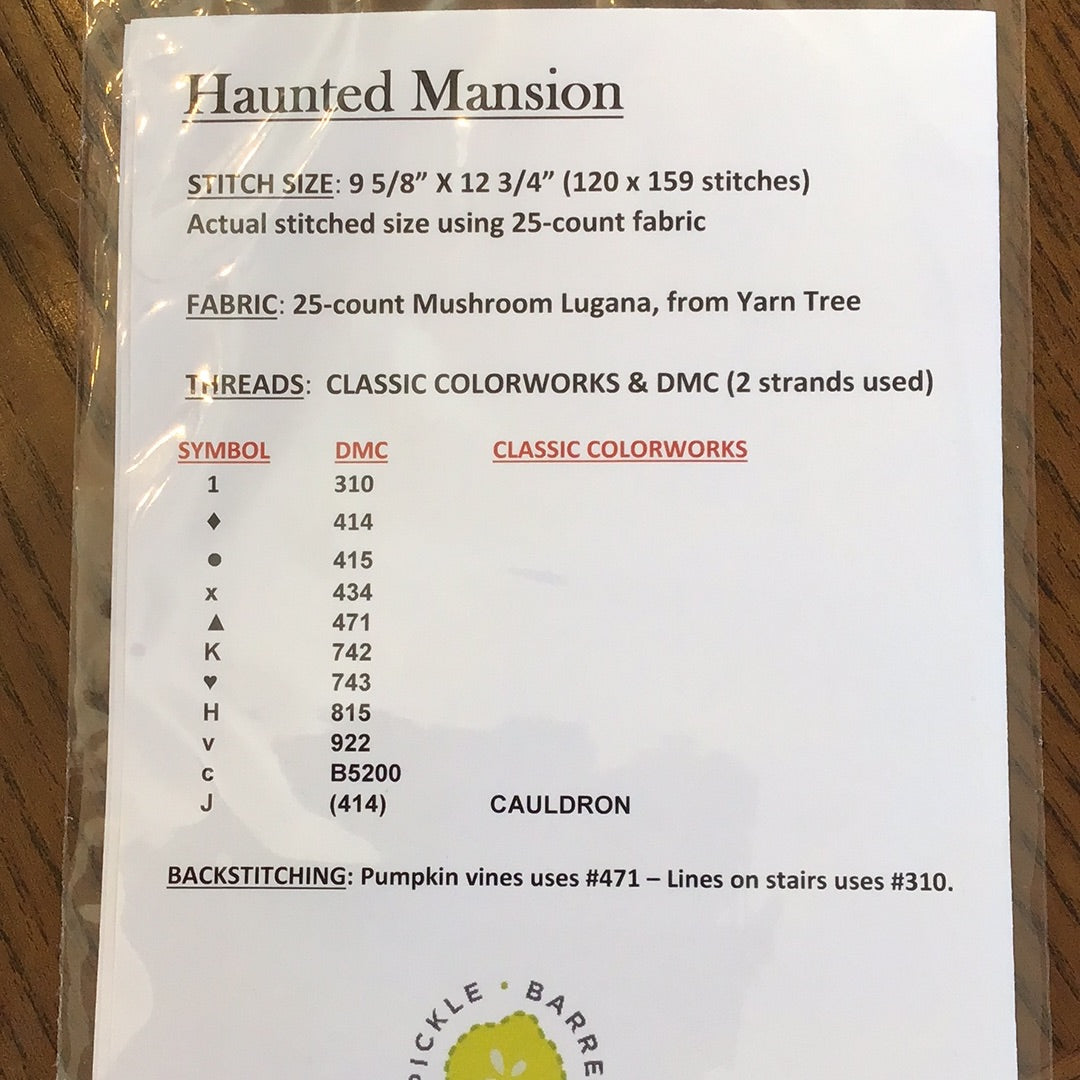 Haunted Mansion
STITCH SIZE: 9 5/8” X 12 3/4” (120 x 159 stitches)
Actual stitched size using 25-count fabric
FABRIC: 25-count Mushroom Lugana, from Yarn Tree
THREADS: CLASSIC COLORWORKS & DMC (2 strands used)
SYMBOL DMC CLASSIC COLORWORKS
1 310
♦ 414
● 415
x 434
▲ 471
K 742
♥ 743
H 815
v 922
c B5200
J (414) CAULDRON
BACKSTITCHING: Pumpkin vines uses #471 – Lines on stairs uses #310.
PICKLE · BARRE